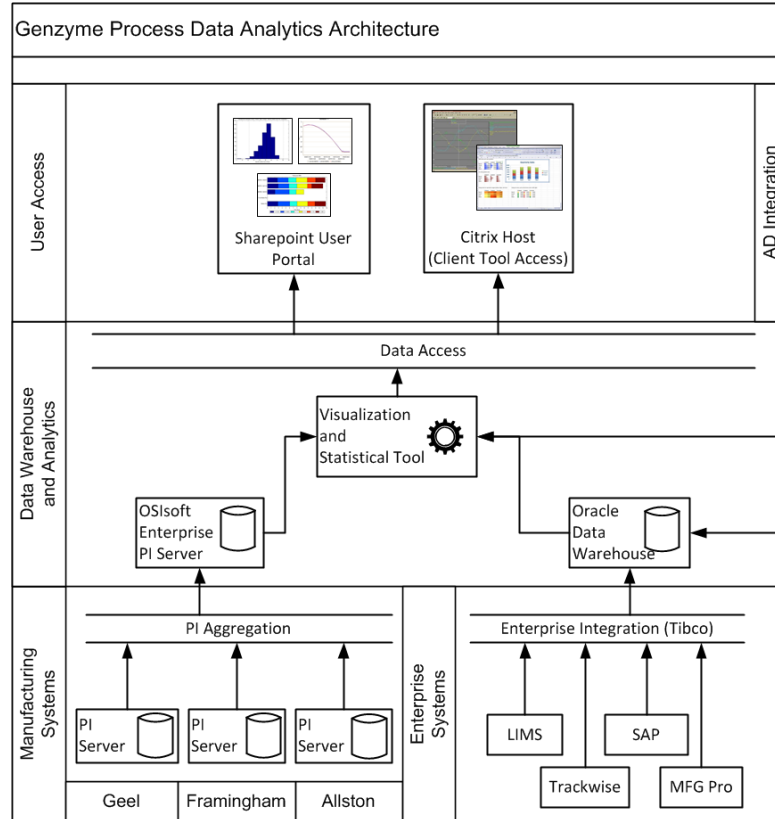 Genzyme Process Data Analytics Architecture
User Access
Sharepoint User
Portal
Citrix Host
(Client Tool Access)
AD Integration
Data Warehouse
and Analytics
Data Access
Visualization
and
Statistical Tool
OSIsoft
Enterprise
PI Server
Oracle
Data
Warehouse
Manufacturing
Systems
PI Aggregation
PI
Server
PI
Server
PI
Server
Geel
Framingham
Allston
Enterprise
Systems
Enterprise Integration (Tibco)
LIMS
SAP
Trackwise
MFG Pro